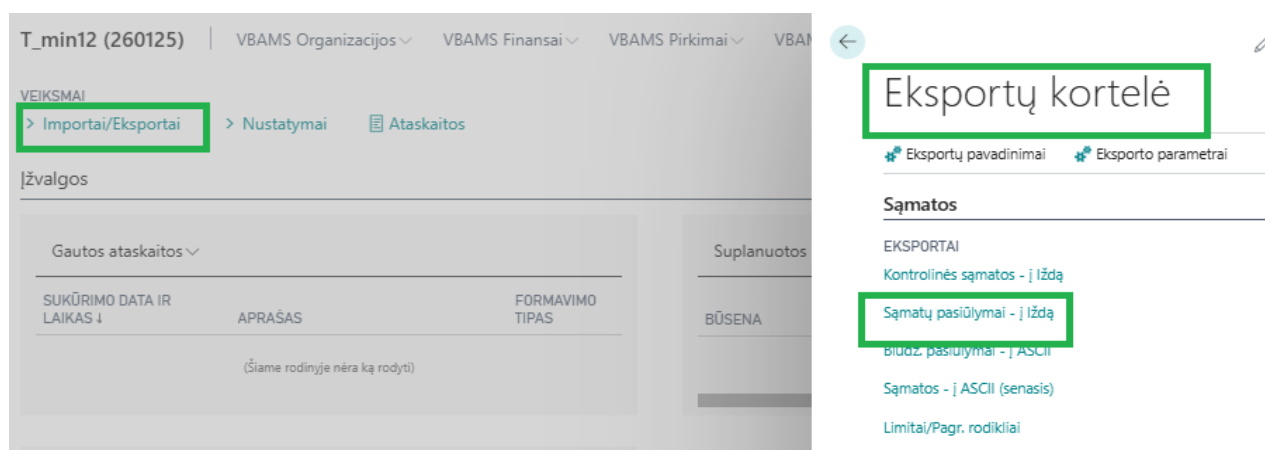 T_min12 (260125)
VBAMS Organizacijos
VBAMS Finansai
VBAMS Pirkimai
VBAM
VEIKSMAI
> Importai/Eksportai
> Nustatymai
Ataskaitos
Įžvalgos
Gautos ataskaitos
SUKŪRIMO DATA IR
LAIKAS ↓
APRAŠAS
FORMAVIMO
TIPAS
(Šiame rodinyje nėra ką rodyti)
Suplanuotos
BŪSENA
Eksportų kortelė
Eksportų pavadinimai
Eksporto parametrai
Sąmatos
EKSPORTAI
Kontrolinės sąmatos - į Iždą
Sąmatų pasiūlymai - į Iždą
Biudž. pasiūlymai - į ASCII
Sąmatos - į ASCII (senasis)
Limitai/Pagr. rodikliai